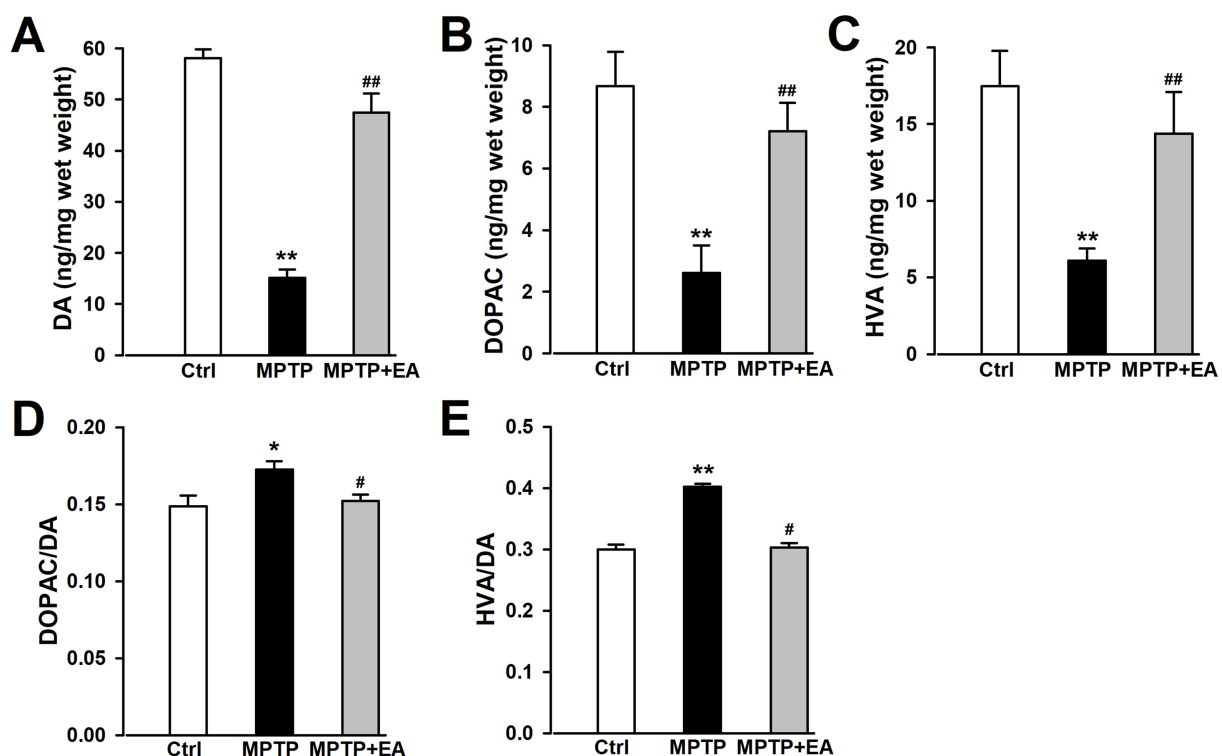 A
DA (ng/mg wet weight)
60
50
40
30
20
10
0
**
##
Ctrl MPTP MPTP+EA
B
DOPAC (ng/mg wet weight)
10
8
6
4
2
0
**
##
Ctrl MPTP MPTP+EA
C
HVA (ng/mg wet weight)
20
15
10
5
0
**
##
Ctrl MPTP MPTP+EA
D
DOPAC/DA
0.20
0.15
0.10
0.05
0.00
*
#
Ctrl MPTP MPTP+EA
E
HVA/DA
0.5
0.4
0.3
0.2
0.1
0.0
**
#
Ctrl MPTP MPTP+EA